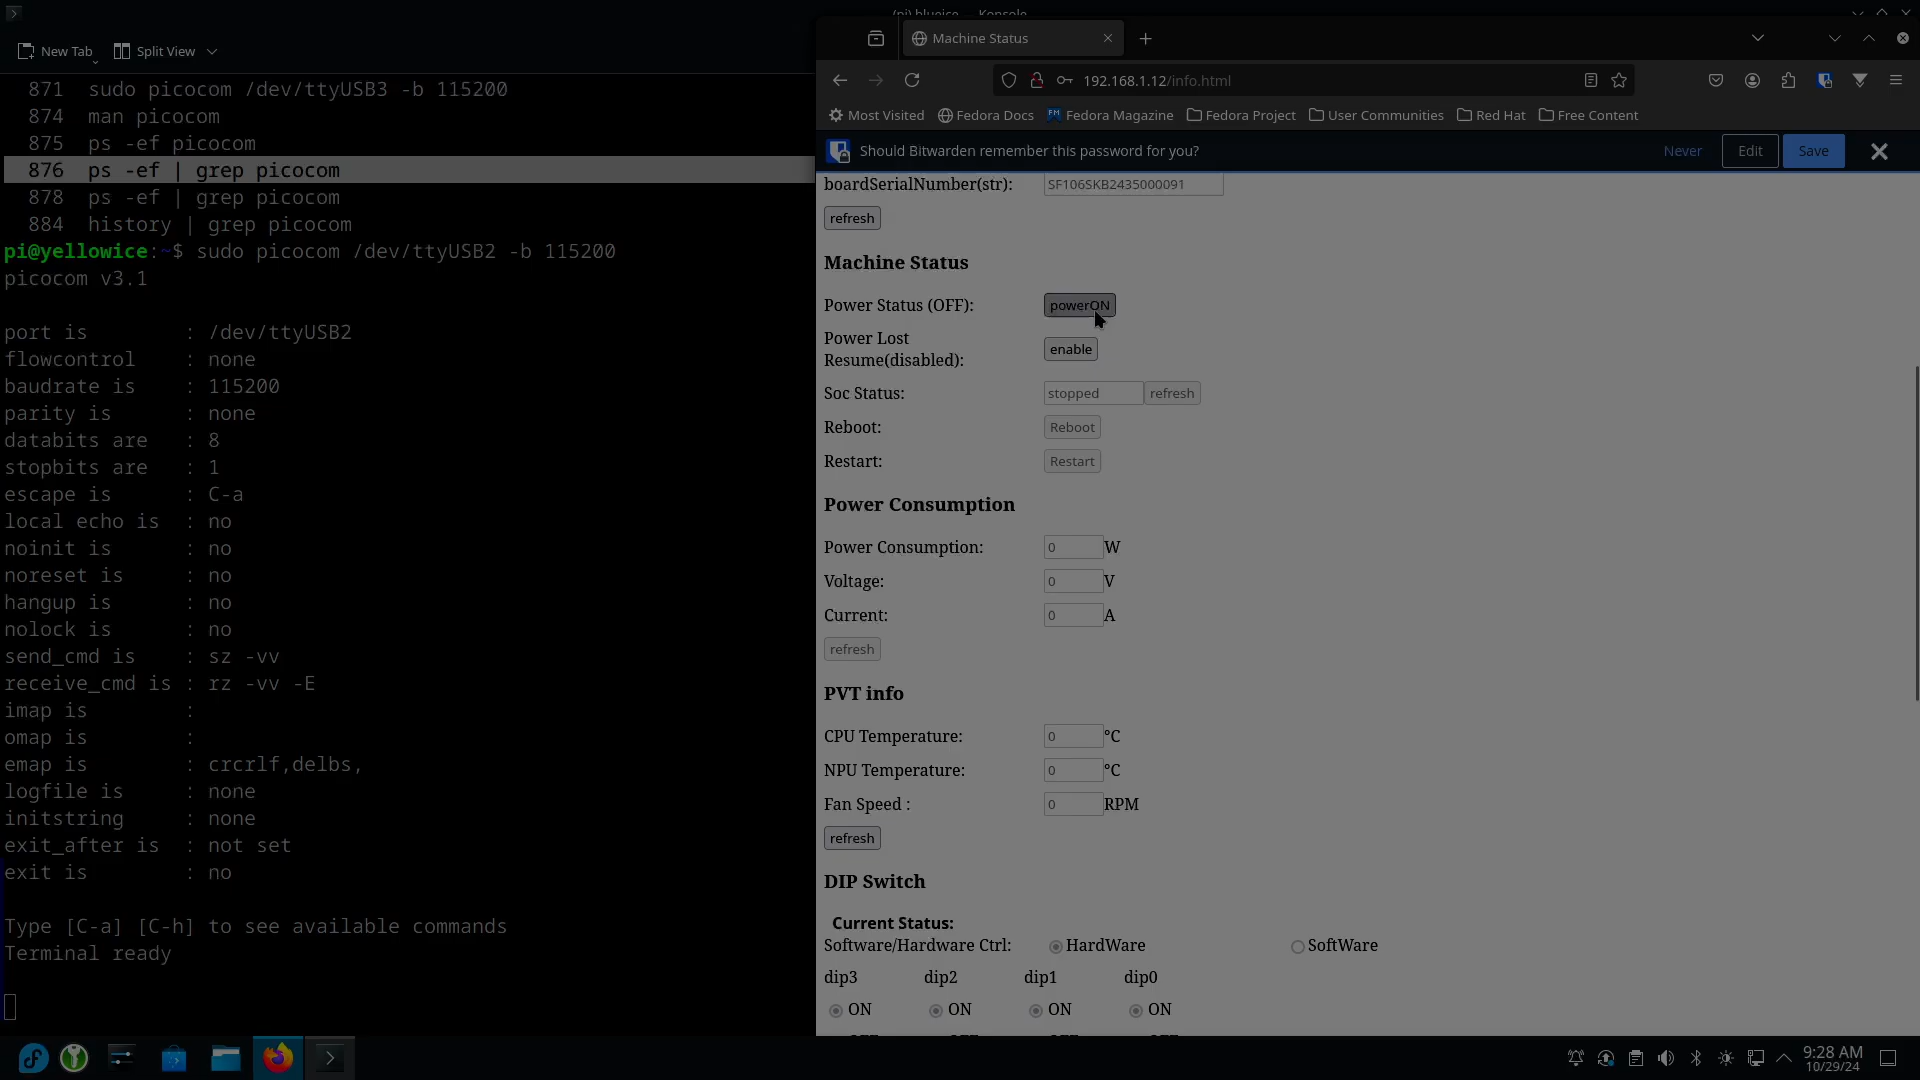 (pi) blueice — Konsole
New Tab
Split View
871 sudo picocom /dev/ttyUSB3 -b 115200
874 man picocom
875 ps -ef picocom
876 ps -ef | grep picocom
878 ps -ef | grep picocom
884 history | grep picocom
pi@yellowice:~$ sudo picocom /dev/ttyUSB2 -b 115200
picocom v3.1
port is : /dev/ttyUSB2
flowcontrol : none
baudrate is : 115200
parity is : none
databits are : 8
stopbits are : 1
escape is : C-a
local echo is : no
noinit is : no
noreset is : no
hangup is : no
nolock is : no
send_cmd is : sz -vv
receive_cmd is : rz -vv -E
imap is :
omap is :
emap is : crcrlf,delbs,
logfile is : none
initstring : none
exit_after is : not set
exit is : no
Type [C-a] [C-h] to see available commands
Terminal ready
Machine Status
192.168.1.12/info.html
Most Visited
Fedora Docs
Fedora Magazine
Fedora Project
User Communities
Red Hat
Free Content
Should Bitwarden remember this password for you?
Never
Edit
Save
boardSerialNumber(str): SF106SKB2435000091
refresh
Machine Status
Power Status (OFF): powerON
Power Lost
Resume(disabled): enable
Soc Status: stopped refresh
Reboot: Reboot
Restart: Restart
Power Consumption
Power Consumption: 0 W
Voltage: 0 V
Current: 0 A
refresh
PVT info
CPU Temperature: 0 °C
NPU Temperature: 0 °C
Fan Speed : 0 RPM
refresh
DIP Switch
Current Status:
Software/Hardware Ctrl: HardWare SoftWare
dip3 dip2 dip1 dip0
ON ON ON ON
9:28 AM
10/29/24